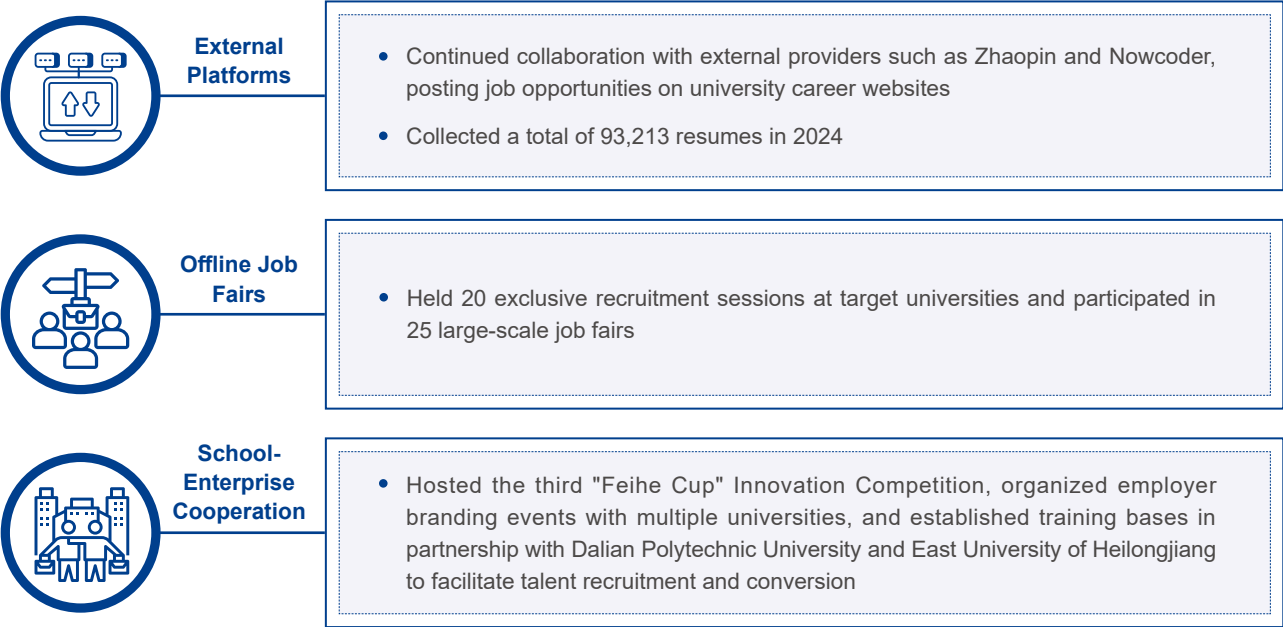 External
Platforms
Continued collaboration with external providers such as Zhaopin and Nowcoder,
posting job opportunities on university career websites
Collected a total of 93,213 resumes in 2024
Offline Job
Fairs
Held 20 exclusive recruitment sessions at target universities and participated in
25 large-scale job fairs
School-
Enterprise
Cooperation
Hosted the third "Feihe Cup" Innovation Competition, organized employer
branding events with multiple universities, and established training bases in
partnership with Dalian Polytechnic University and East University of Heilongjiang
to facilitate talent recruitment and conversion